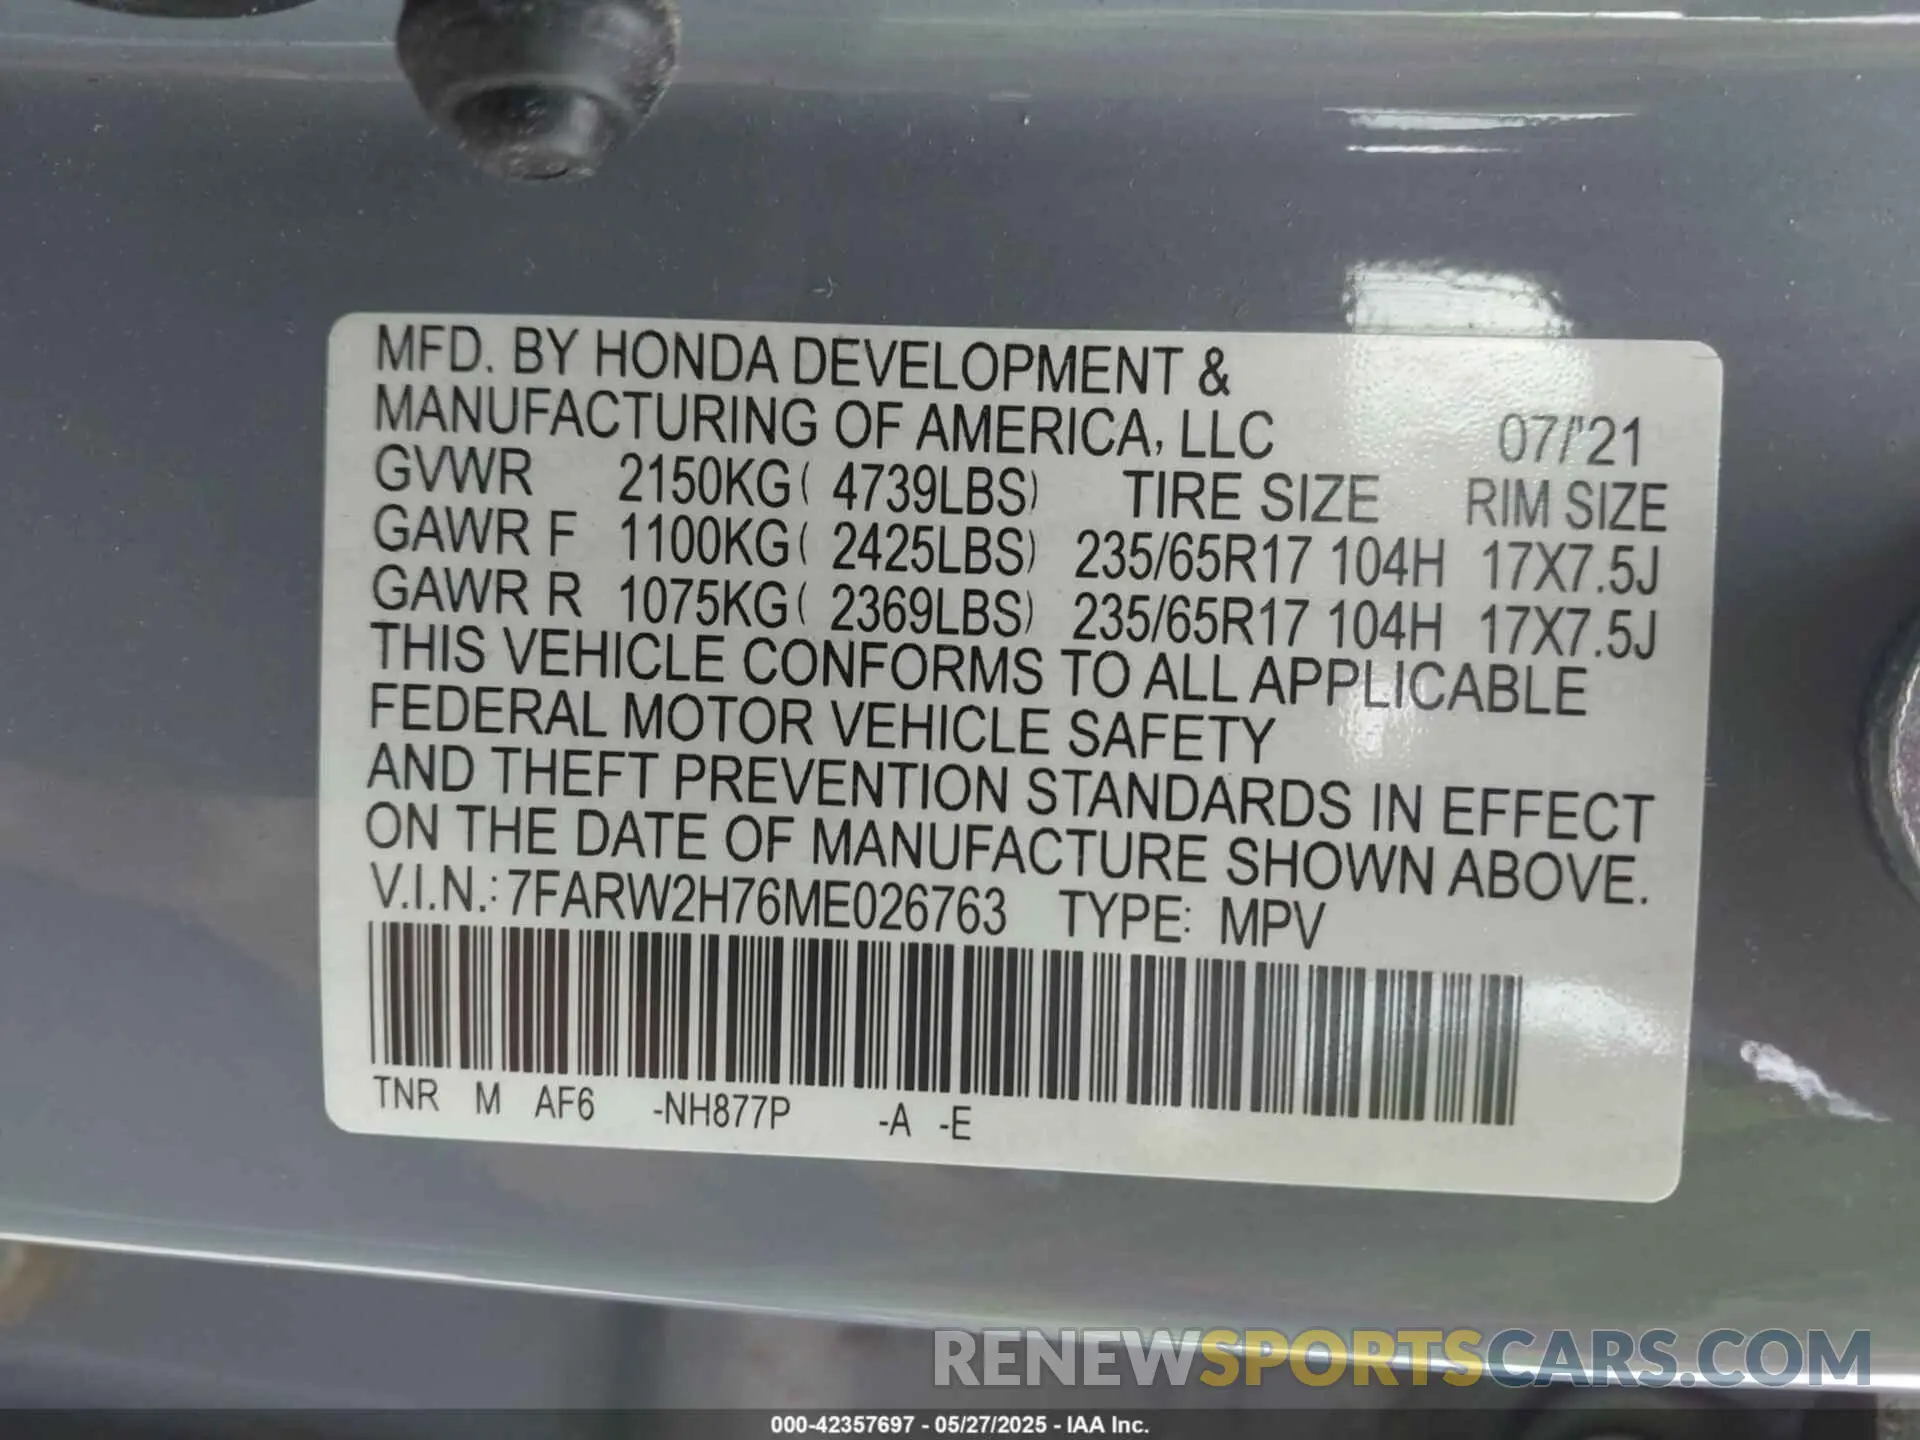 MFD. BY HONDA DEVELOPMENT &
MANUFACTURING OF AMERICA, LLC 07/'21
GVWR 2150KG( 4739LBS) TIRE SIZE RIM SIZE
GAWR F 1100KG( 2425LBS) 235/65R17 104H 17X7.5J
GAWR R 1075KG( 2369LBS) 235/65R17 104H 17X7.5J
THIS VEHICLE CONFORMS TO ALL APPLICABLE
FEDERAL MOTOR VEHICLE SAFETY
AND THEFT PREVENTION STANDARDS IN EFFECT
ON THE DATE OF MANUFACTURE SHOWN ABOVE.
V.I.N.: 7FARW2H76ME026763 TYPE: MPV
TNR M AF6 -NH877P -A -E
RENEWSPORTSCARS.COM
000-42357697 - 05/27/2025 - IAA Inc.